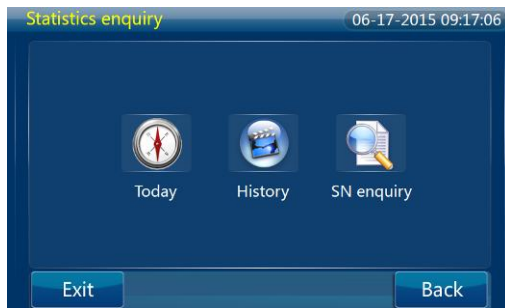 Statistics enquiry 06-17-2015 09:17:06
Today History SN enquiry
Exit Back